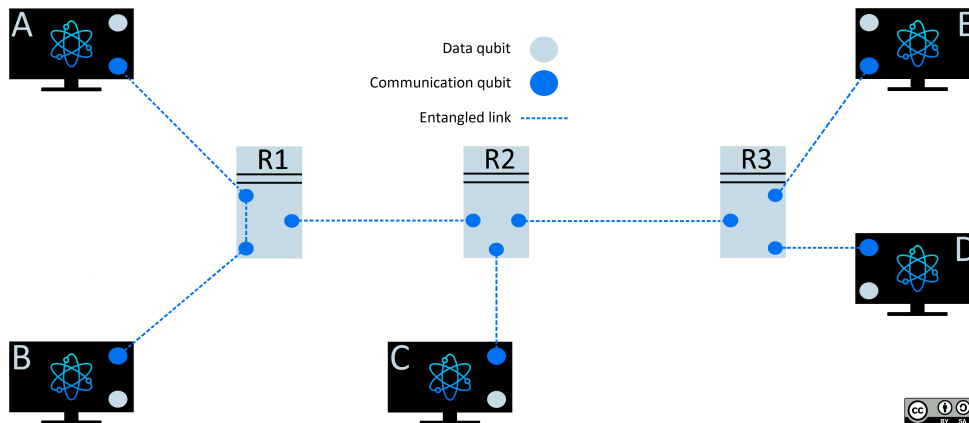 A
E
Data qubit
Communication qubit
Entangled link
R1
R2
R3
D
B
C
cc
BY SA